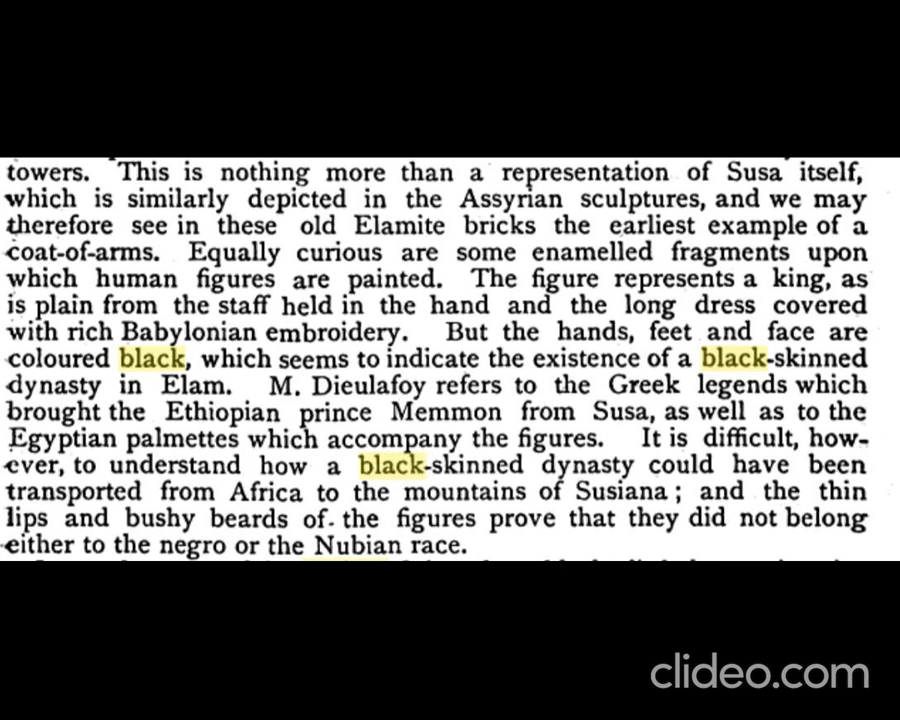 towers. This is nothing more than a representation of Susa itself,
which is similarly depicted in the Assyrian sculptures, and we may
therefore see in these old Elamite bricks the earliest example of a
coat-of-arms. Equally curious are some enamelled fragments upon
which human figures are painted. The figure represents a king, as
is plain from the staff held in the hand and the long dress covered
with rich Babylonian embroidery. But the hands, feet and face are
coloured black, which seems to indicate the existence of a black-skinned
dynasty in Elam. M. Dieulafoy refers to the Greek legends which
brought the Ethiopian prince Memmon from Susa, as well as to the
Egyptian palmettes which accompany the figures. It is difficult, how-
ever, to understand how a black-skinned dynasty could have been
transported from Africa to the mountains of Susiana; and the thin
lips and bushy beards of the figures prove that they did not belong
either to the negro or the Nubian race.
clideo.com